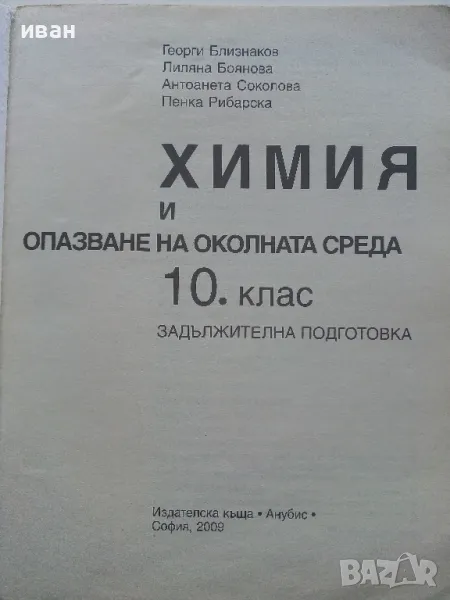 иван
Георги Близнаков
Лиляна Боянова
Антоанета Соколова
Пенка Рибарска
ХИМИЯ
И
ОПАЗВАНЕ НА ОКОЛНАТА СРЕДА
10. клас
ЗАДЪЛЖИТЕЛНА ПОДГОТОВКА
Издателска къща • Анубис •
София, 2009
BAZAR